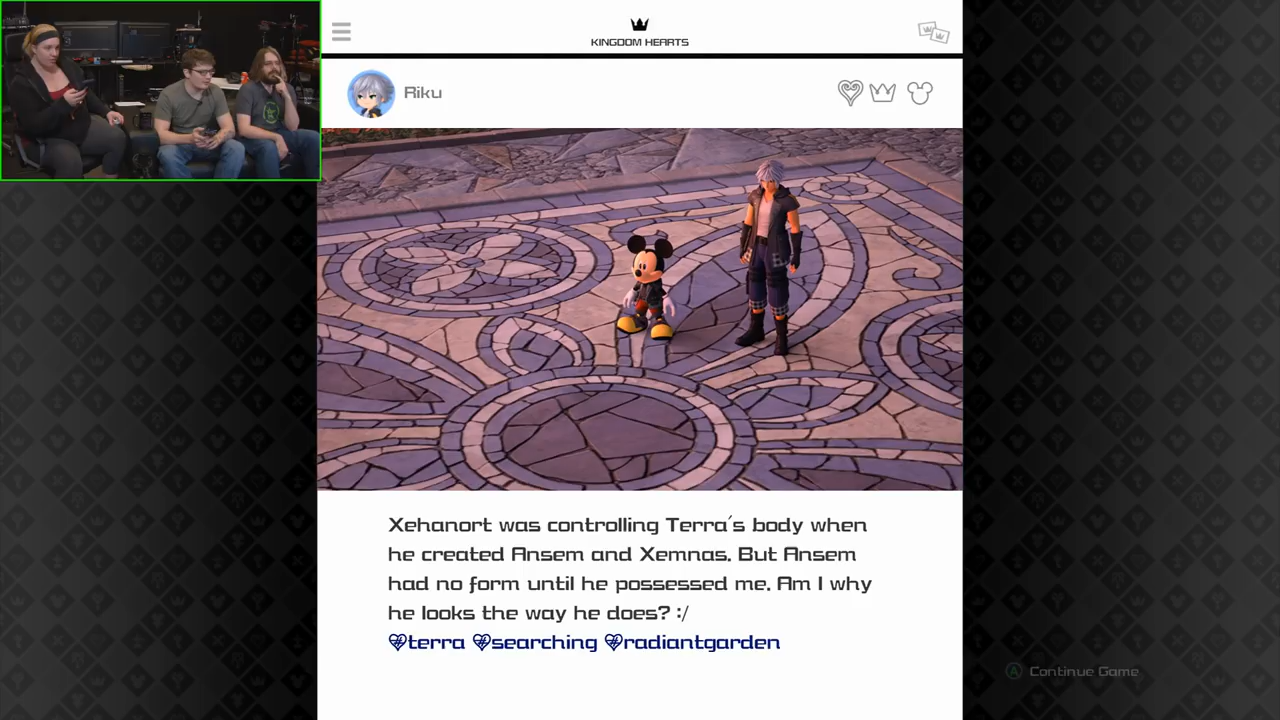 KINGDOM HEARTS
Riku
Xehanort was controlling Terra's body when
he created Ansem and Xemnas. But Ansem
had no form until he possessed me. Am I why
he looks the way he does? :/
#terra #searching #radiantgarden
A Continue Game